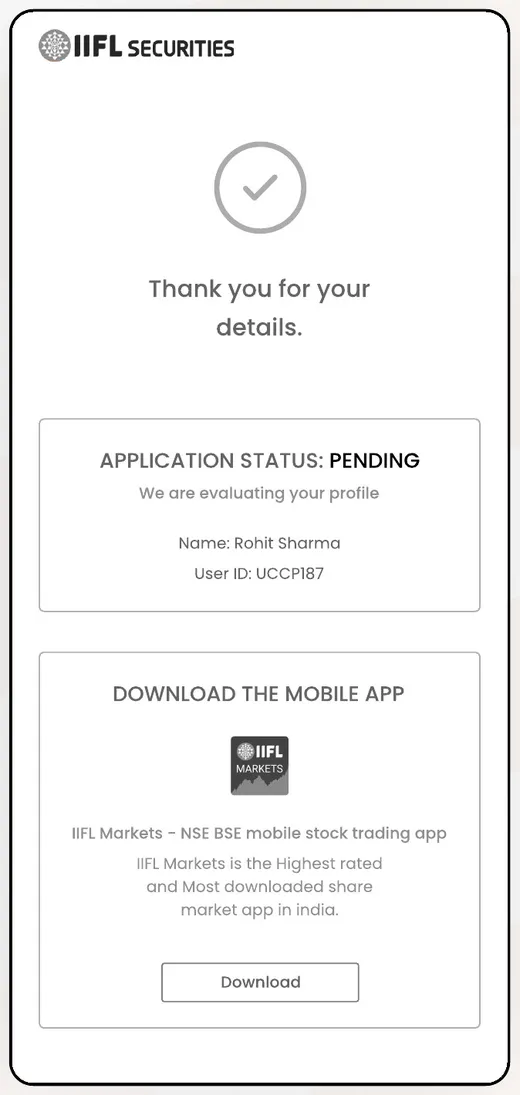 IIFL SECURITIES
Thank you for your
details.
APPLICATION STATUS: PENDING
We are evaluating your profile
Name: Rohit Sharma
User ID: UCCP187
DOWNLOAD THE MOBILE APP
IIFL
MARKETS
IIFL Markets - NSE BSE mobile stock trading app
IIFL Markets is the Highest rated
and Most downloaded share
market app in india.
Download